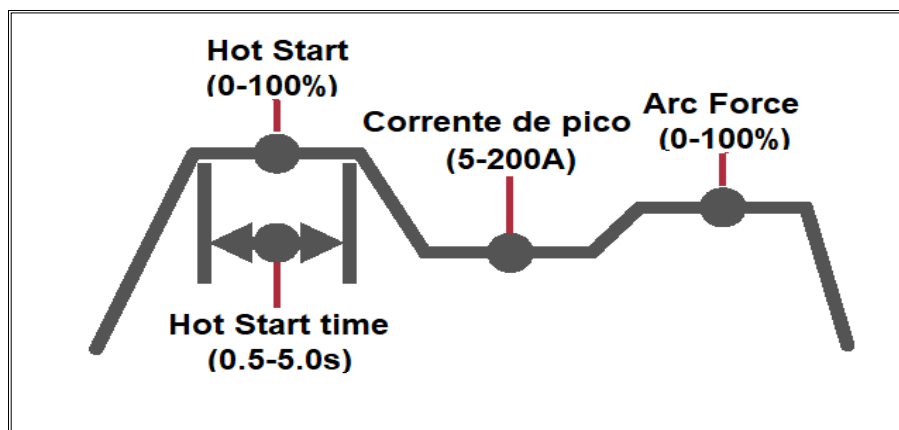 Hot Start
(0-100%)
Corrente de pico
(5-200A)
Arc Force
(0-100%)
Hot Start time
(0.5-5.0s)